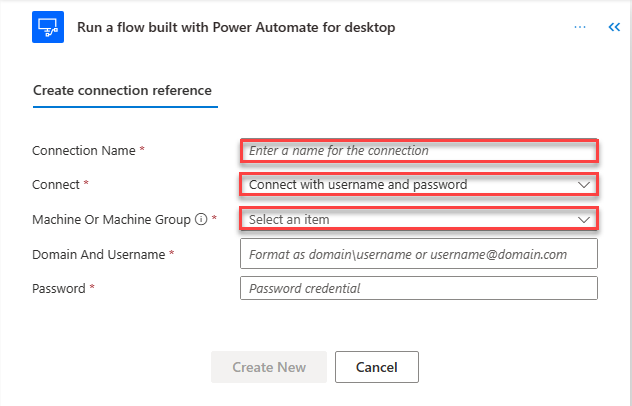 Run a flow built with Power Automate for desktop
Create connection reference
Connection Name * Enter a name for the connection
Connect * Connect with username and password
Machine Or Machine Group * Select an item
Domain And Username * Format as domain\username or username@domain.com
Password * Password credential
Create New Cancel